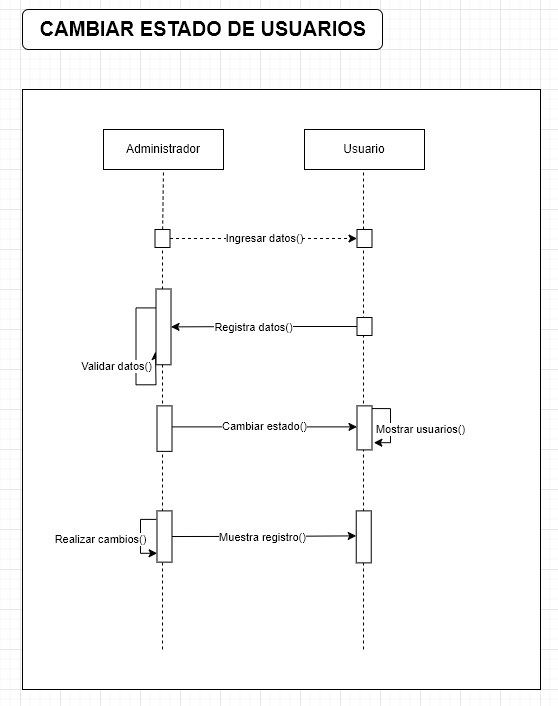 CAMBIAR ESTADO DE USUARIOS
Administrador
Usuario
Ingresar datos()
Registra datos()
Validar datos()
Cambiar estado()
Mostrar usuarios()
Realizar cambios()
Muestra registro()